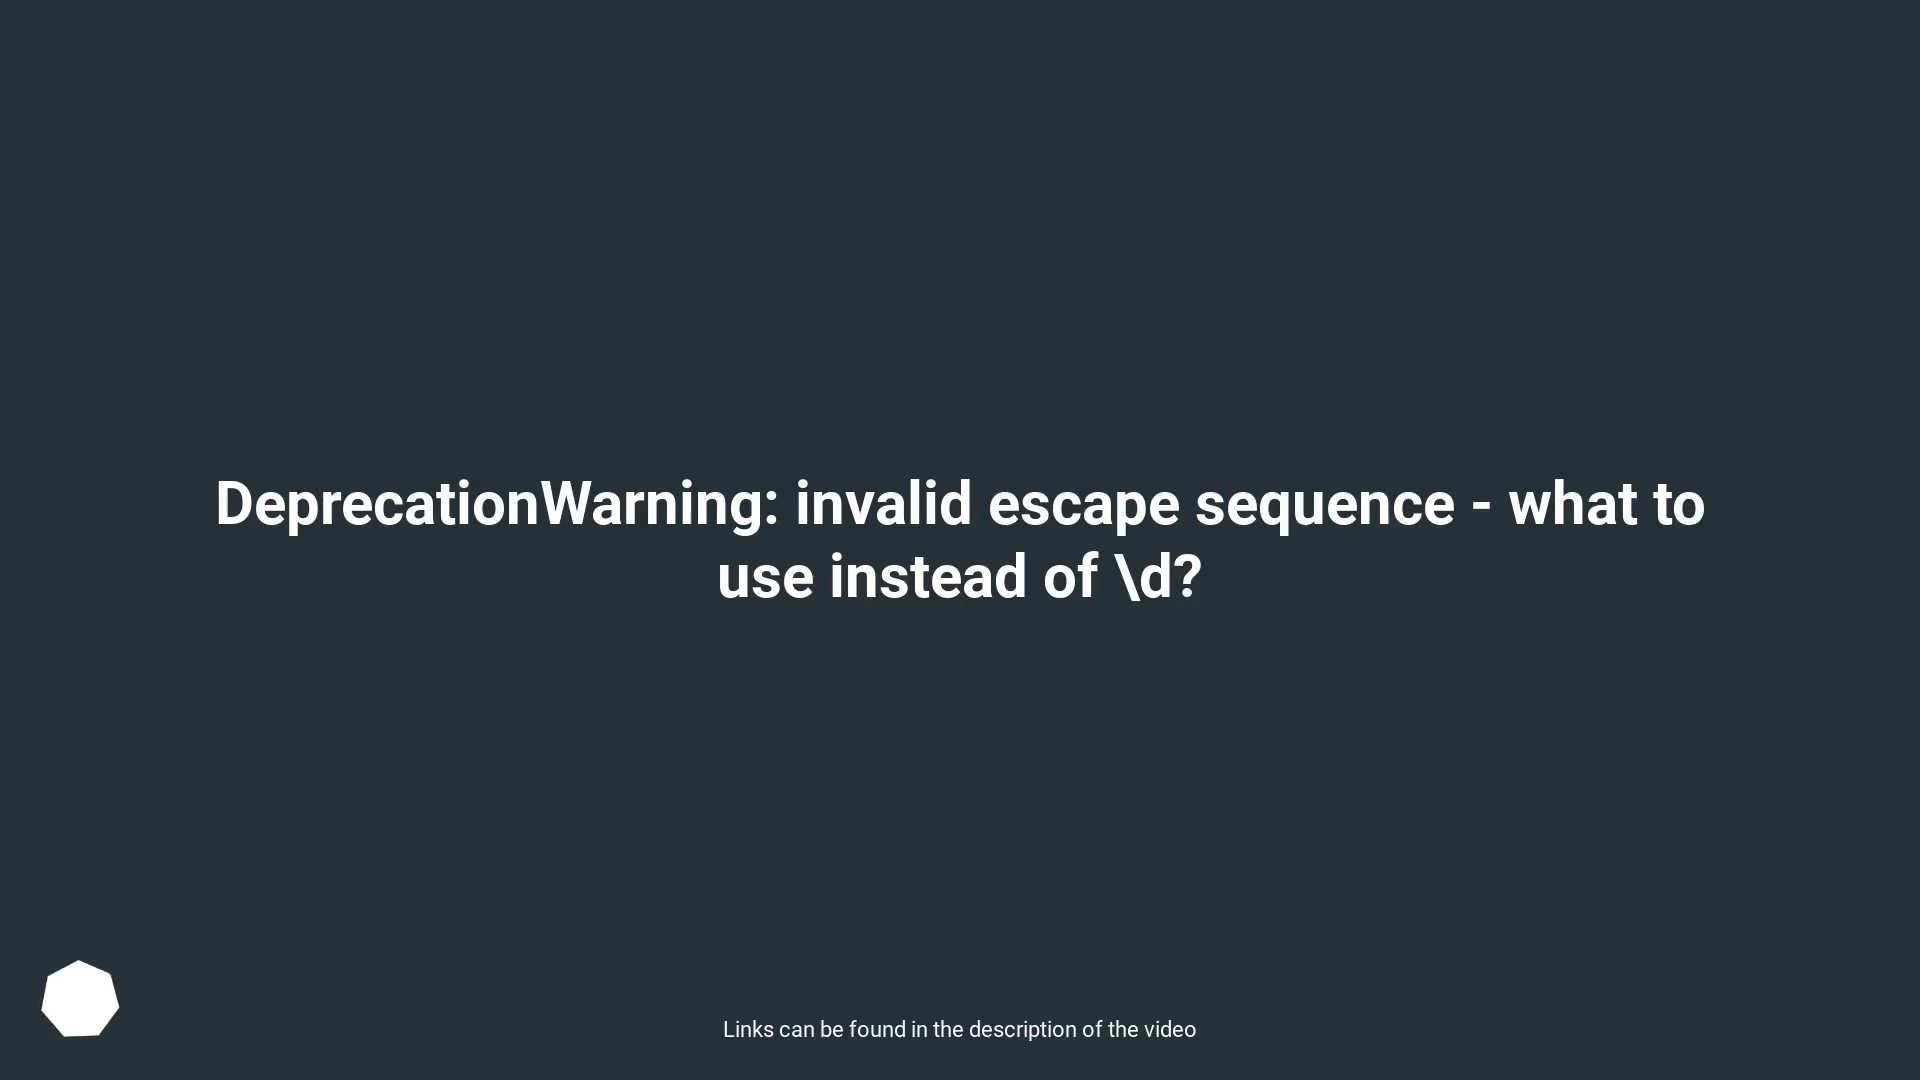 DeprecationWarning: invalid escape sequence - what to
use instead of \d?
Links can be found in the description of the video